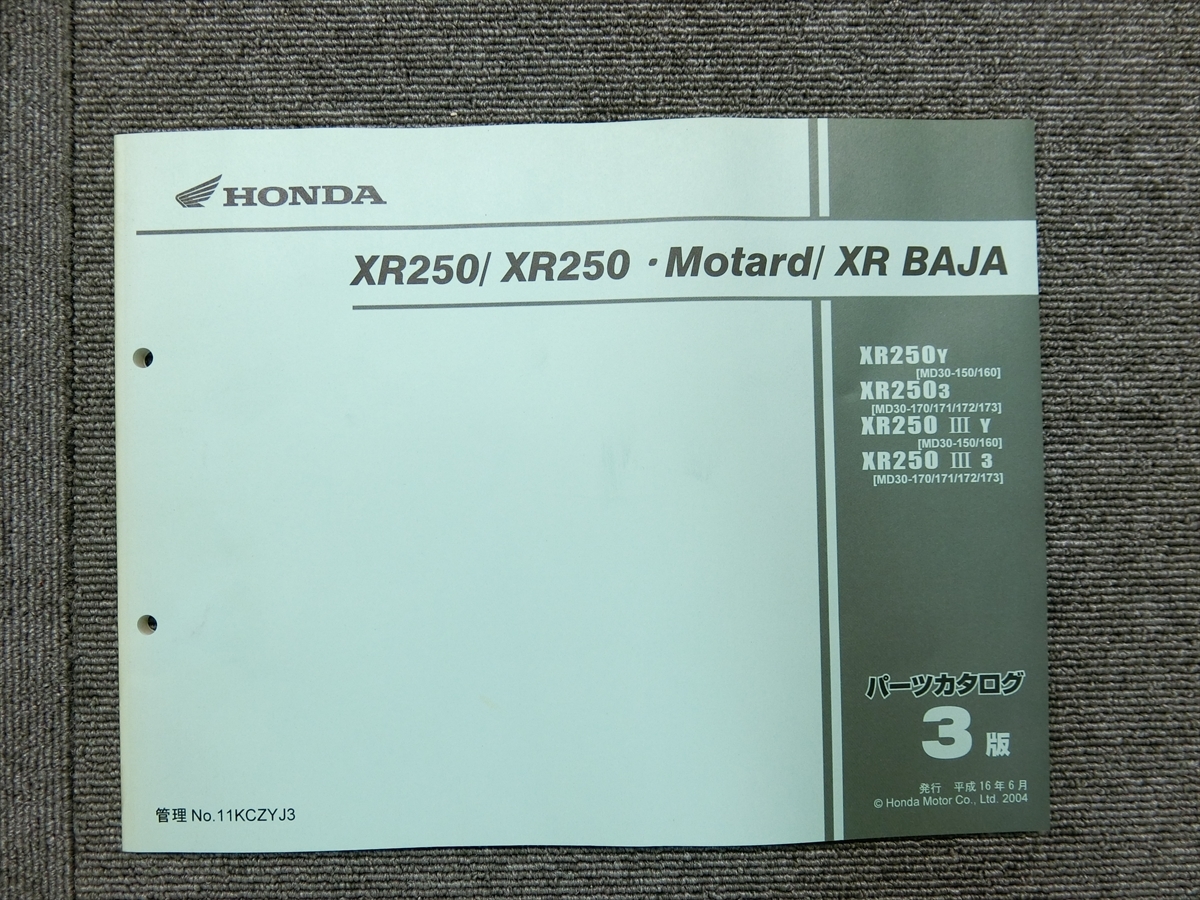 HONDA
XR250/ XR250・Motard/ XR BAJA
XR250Y
[MD30-150/160]
XR2503
[MD30-170/171/172/173]
XR250 III Y
[MD30-150/160]
XR250 III 3
[MD30-170/171/172/173]
パーツカタログ
3版
発行 平成16年6月
© Honda Motor Co., Ltd. 2004
管理 No.11KCZYJ3